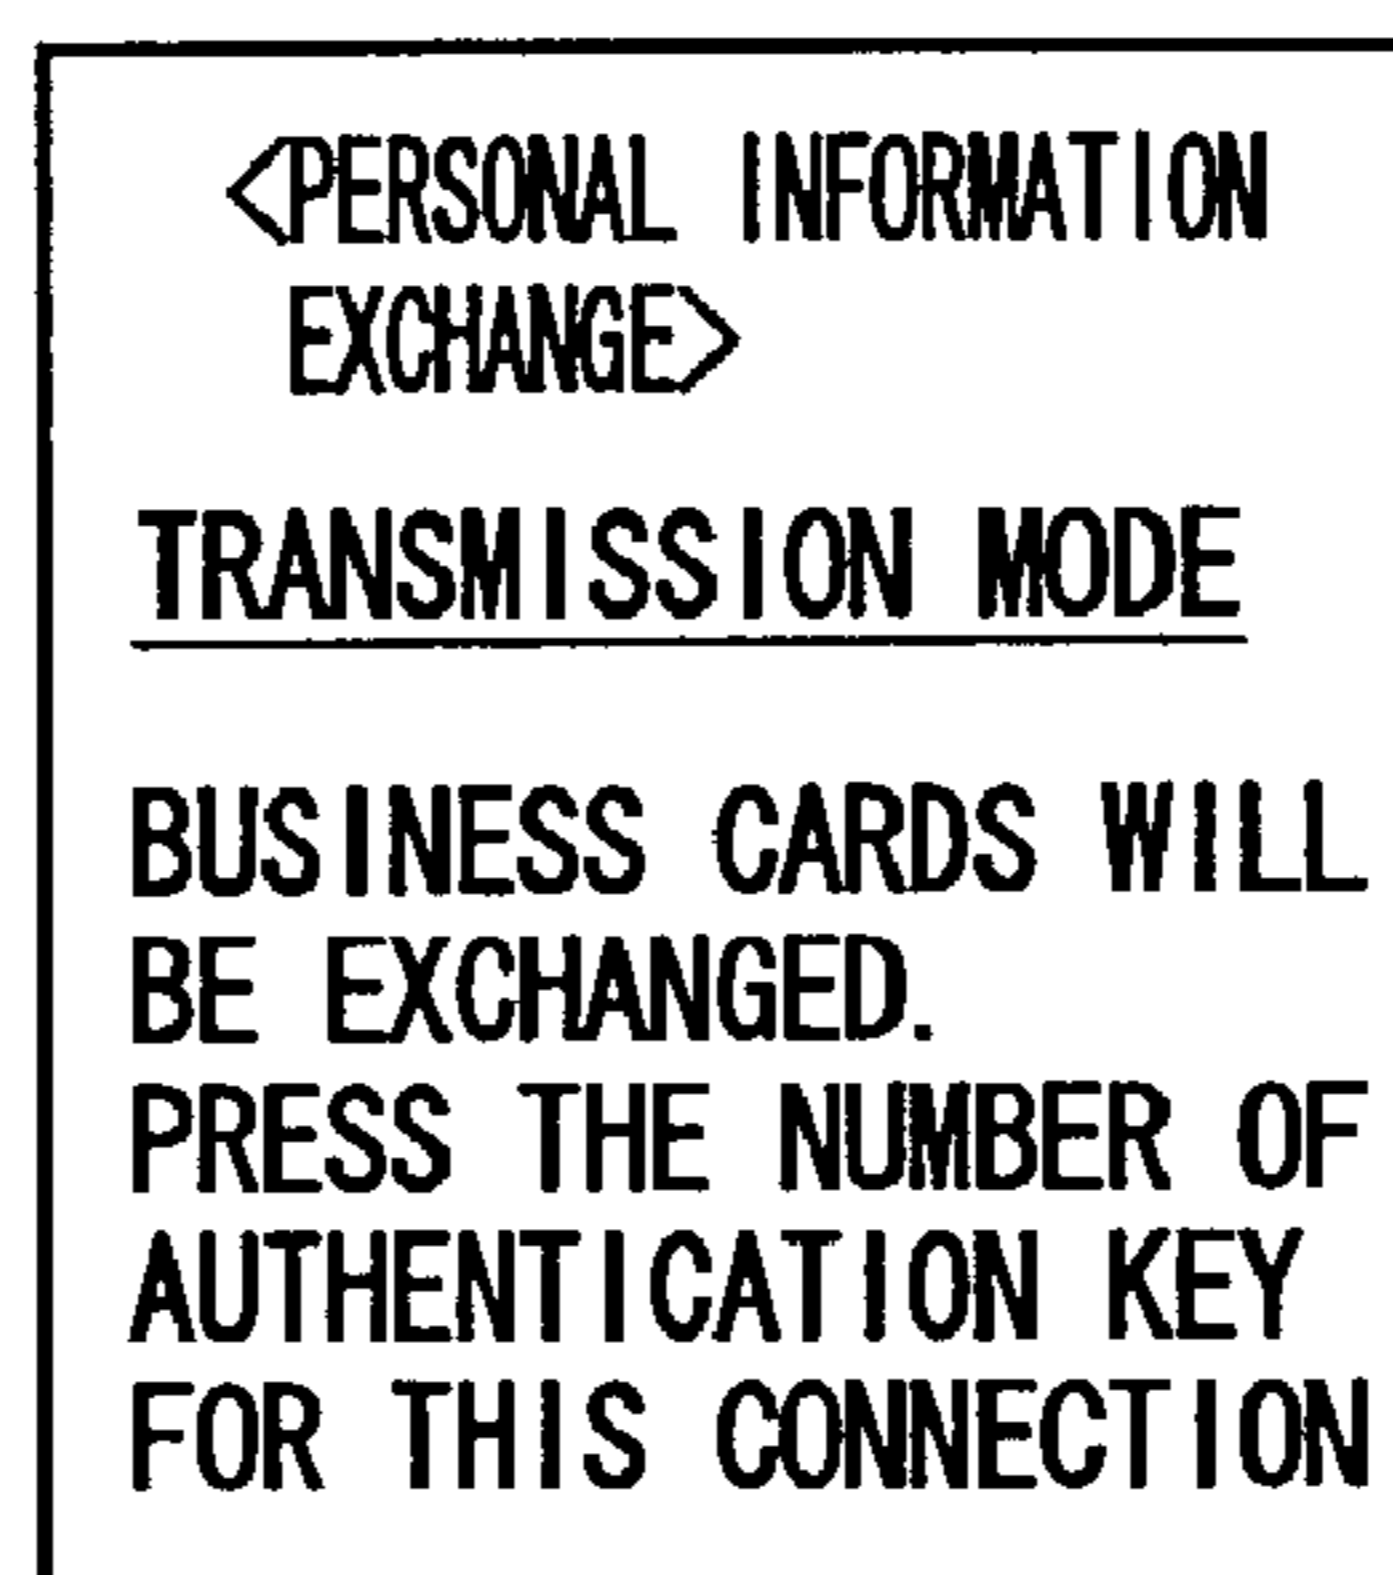 <PERSONAL INFORMATION
EXCHANGE>
TRANSMISSION MODE
BUSINESS CARDS WILL
BE EXCHANGED.
PRESS THE NUMBER OF
AUTHENTICATION KEY
FOR THIS CONNECTION